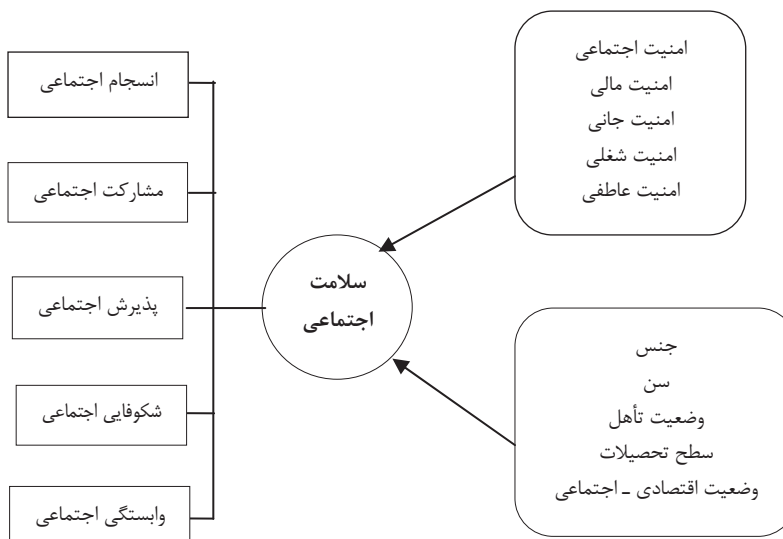 امنیت اجتماعی
امنیت مالی
امنیت جانی
امنیت شغلی
امنیت عاطفی
جنس
سن
وضعیت تأهل
سطح تحصیلات
وضعیت اقتصادی ـ اجتماعی
سلامت
اجتماعی
انسجام اجتماعی
مشارکت اجتماعی
پذیرش اجتماعی
شکوفایی اجتماعی
وابستگی اجتماعی